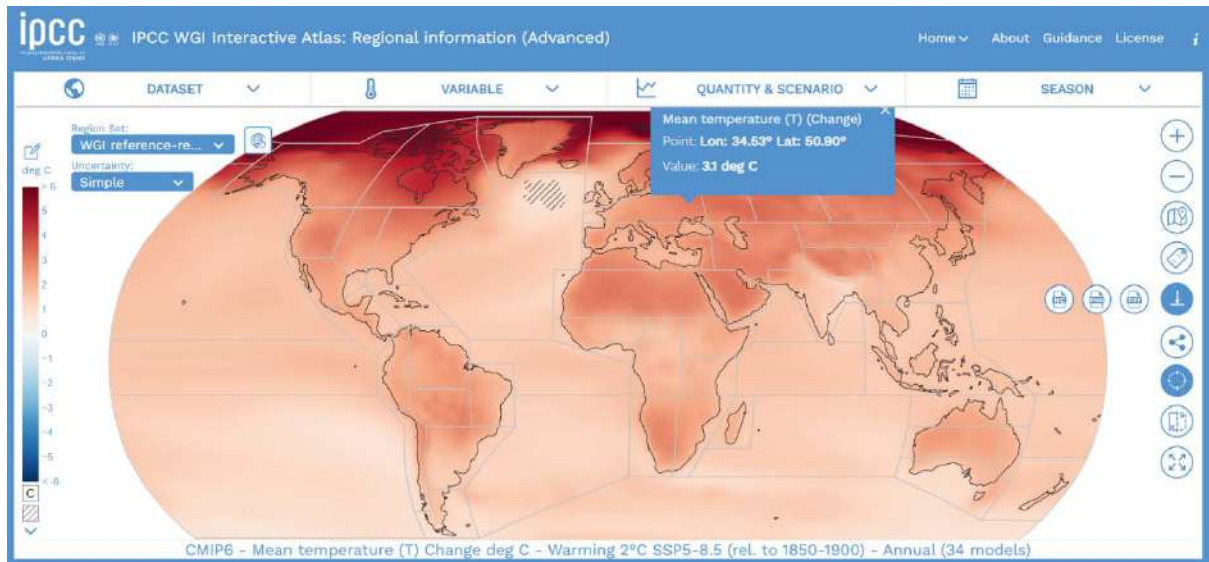 ipcc
IPCC WGI Interactive Atlas: Regional information (Advanced)
Home About Guidance License i
DATASET VARIABLE QUANTITY & SCENARIO SEASON
Region Set:
WGI reference-re...
Uncertainty:
Simple
Mean temperature (T) (Change)
Point: Lon: 34.53° Lat: 50.90°
Value: 3.1 deg C
deg C
> 6
5
4
3
2
1
0
-1
-2
-3
-4
-5
< -6
C
CMIP6 - Mean temperature (T) Change deg C - Warming 2°C SSP5-8.5 (rel. to 1850-1900) - Annual (34 models)